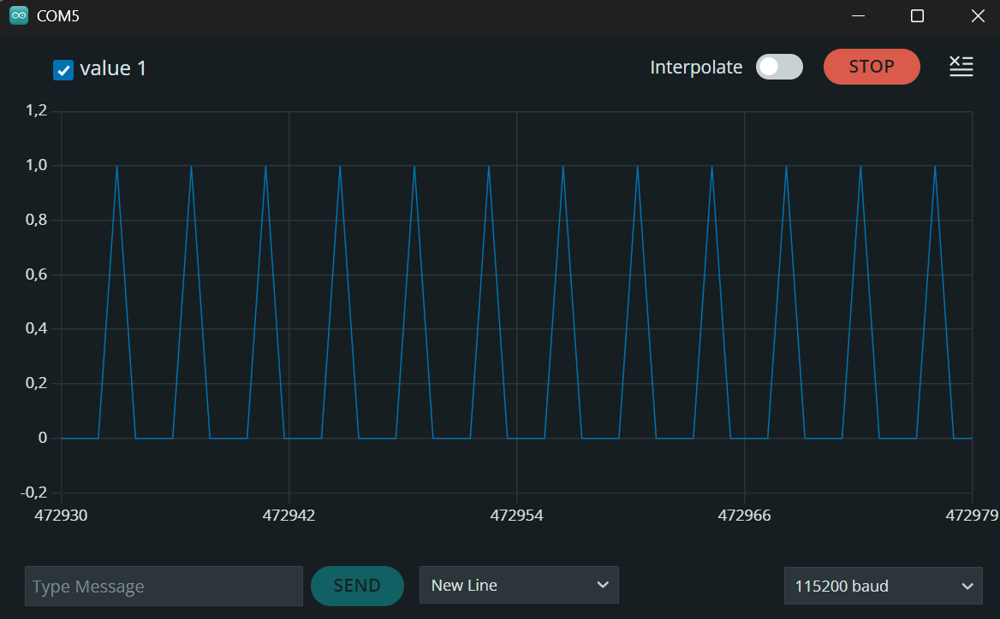 COM5
value 1
Interpolate
STOP
1,2
1,0
0,8
0,6
0,4
0,2
0
-0,2
472930 472942 472954 472966 472979
Type Message SEND New Line 115200 baud